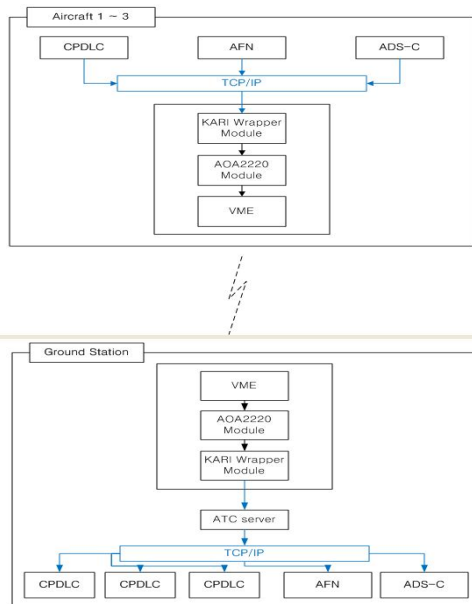 Aircraft 1 ~ 3
CPDLC
AFN
ADS-C
TCP/IP
KARI Wrapper
Module
AOA2220
Module
VME
Ground Station
VME
AOA2220
Module
KARI Wrapper
Module
ATC server
TCP/IP
CPDLC
CPDLC
CPDLC
AFN
ADS-C